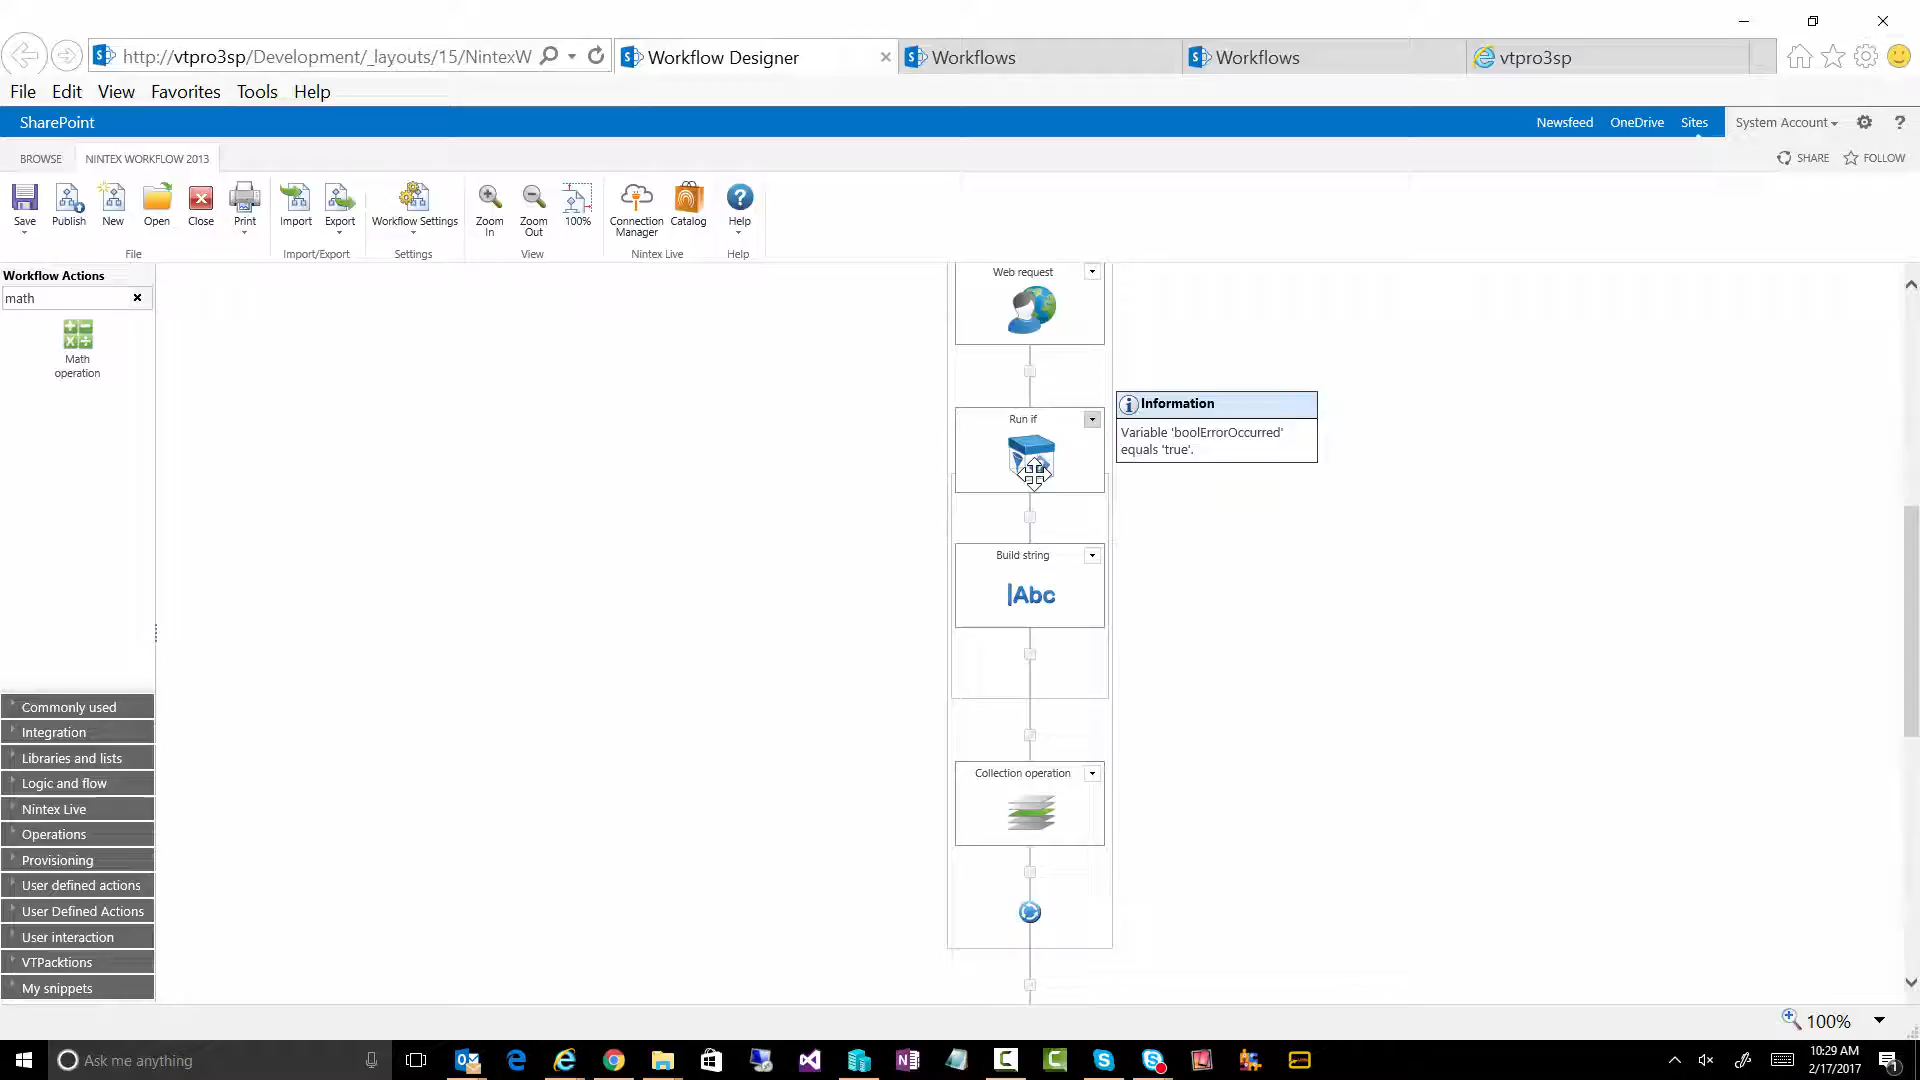 http://vtpro3sp/Development/_layouts/15/NintexW
Workflow Designer
Workflows
Workflows
vtpro3sp
File Edit View Favorites Tools Help
SharePoint
Newsfeed OneDrive Sites
System Account
?
BROWSE
NINTEX WORKFLOW 2013
SHARE
FOLLOW
Save
Publish
New
Open
Close
Print
Import
Export
Workflow Settings
Zoom In
Zoom Out
100%
Connection Manager
Catalog
Help
File
Import/Export
Settings
View
Nintex Live
Help
Workflow Actions
math
Math
operation
Commonly used
Integration
Libraries and lists
Logic and flow
Nintex Live
Operations
Provisioning
User defined actions
User Defined Actions
User interaction
VTPacktions
My snippets
Web request
Run if
Information
Variable 'boolErrorOccurred'
equals 'true'.
Build string
|Abc
Collection operation
100%
Ask me anything
10:29 AM
2/17/2017